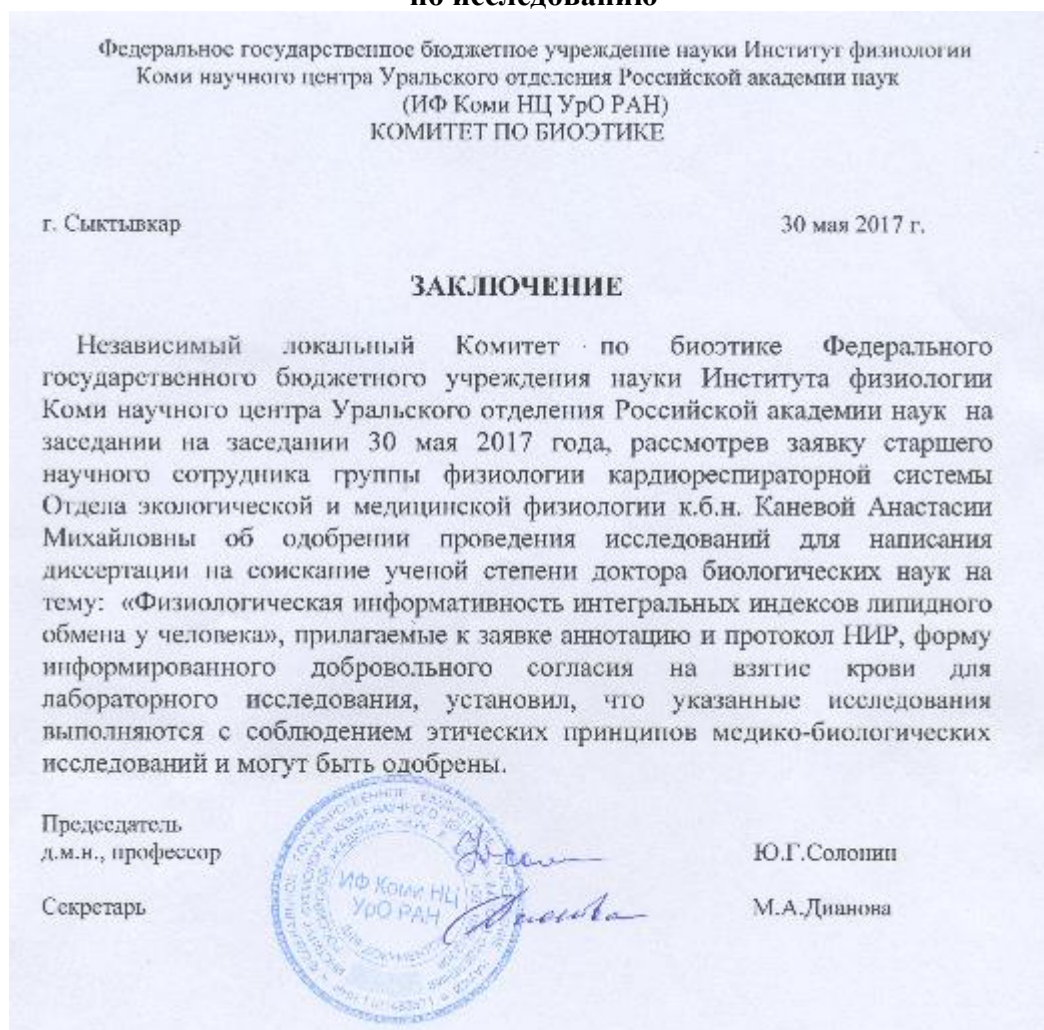 по исследованию
Федеральное государственное бюджетное учреждение науки Институт физиологии
Коми научного центра Уральского отделения Российской академии наук
(ИФ Коми НЦ УрО РАН)
КОМИТЕТ ПО БИОЭТИКЕ
г. Сыктывкар 30 мая 2017 г.
ЗАКЛЮЧЕНИЕ
Независимый локальный Комитет по биоэтике Федерального
государственного бюджетного учреждения науки Института физиологии
Коми научного центра Уральского отделения Российской академии наук на
заседании на заседании 30 мая 2017 года, рассмотрев заявку старшего
научного сотрудника группы физиологии кардиореспираторной системы
Отдела экологической и медицинской физиологии к.б.н. Каневой Анастасии
Михайловны об одобрении проведения исследований для написания
диссертации на соискание ученой степени доктора биологических наук на
тему: «Физиологическая информативность интегральных индексов липидного
обмена у человека», прилагаемые к заявке аннотацию и протокол НИР, форму
информированного добровольного согласия на взятие крови для
лабораторного исследования, установил, что указанные исследования
выполняются с соблюдением этических принципов медико-биологических
исследований и могут быть одобрены.
Председатель
д.м.н., профессор Ю.Г.Солонин
Секретарь М.А.Дианова
ИФ Коми НЦ
УрО РАН